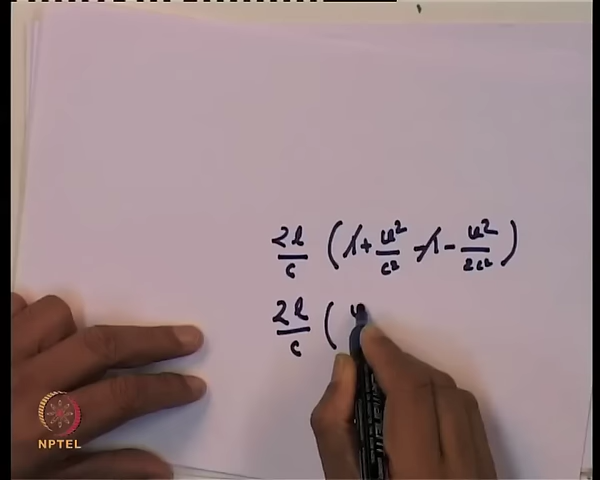 2l/c (1 + u²/c² - 1 - u²/2c²)
2l/c ( u
NPTEL